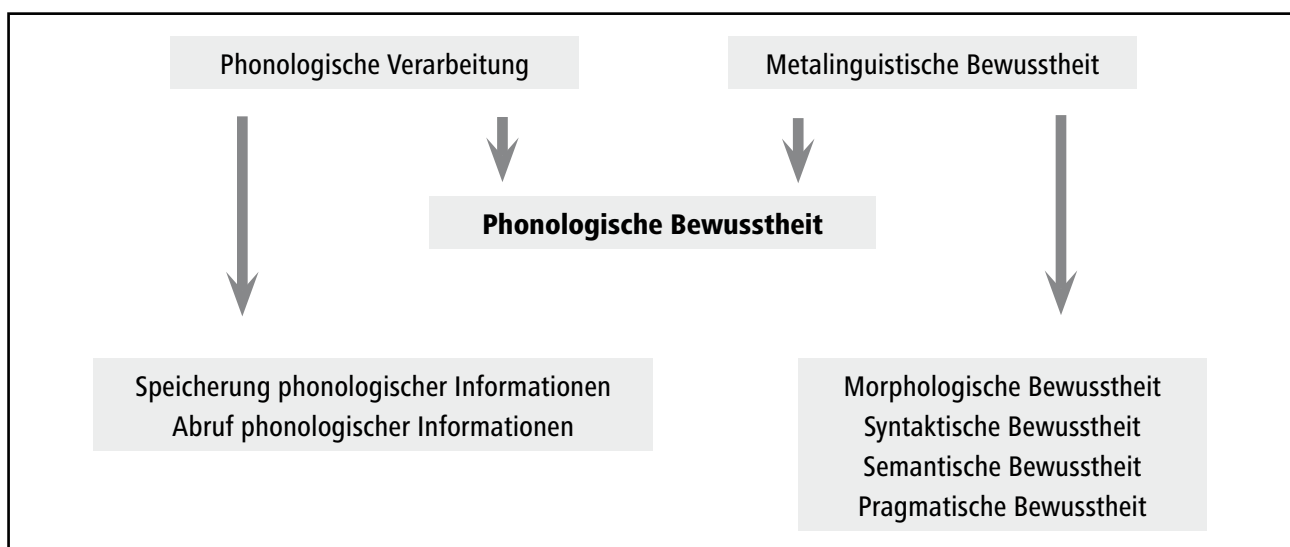 Phonologische Verarbeitung
Metalinguistische Bewusstheit
Phonologische Bewusstheit
Speicherung phonologischer Informationen
Abruf phonologischer Informationen
Morphologische Bewusstheit
Syntaktische Bewusstheit
Semantische Bewusstheit
Pragmatische Bewusstheit